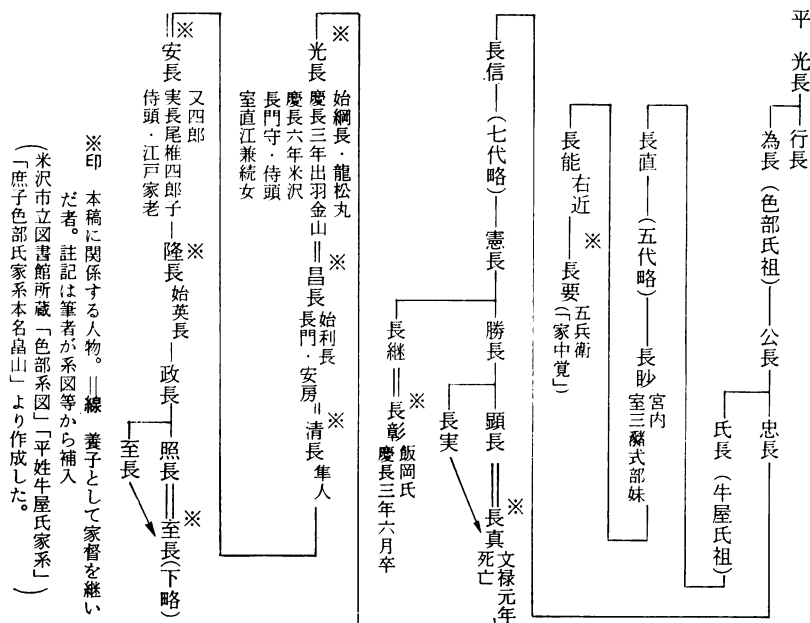 平　光長
行長
為長（色部氏祖）
公長
忠長
氏長（牛屋氏祖）
長直―（五代略）―長眇
宮内
室三瀦式部妹
長能　右近
※
長要
五兵衛
（「家中覚」）
長信―（七代略）―憲長
勝長
顕長＝長真
※
文禄元年
死亡
長実
長継＝長彰
※
飯岡氏
慶長三年六月卒
※
光長
始綱長・龍松丸
慶長三年出羽金山
慶長六年米沢
長門守・侍頭
室直江兼続女
※
昌長
始利長
長門・安房
※
清長　隼人
※
安長
又四郎
実長尾権四郎子
侍頭・江戸家老
※
隆長　始英長
政長
照長＝至長（下略）
※
至長
※印　本稿に関係する人物。＝線　養子として家督を継い
だ者。註記は筆者が系図等から補入
（米沢市立図書館所蔵「色部系図」「平姓牛屋氏家系」
「庶子色部氏家系本名畠山」より作成した。）